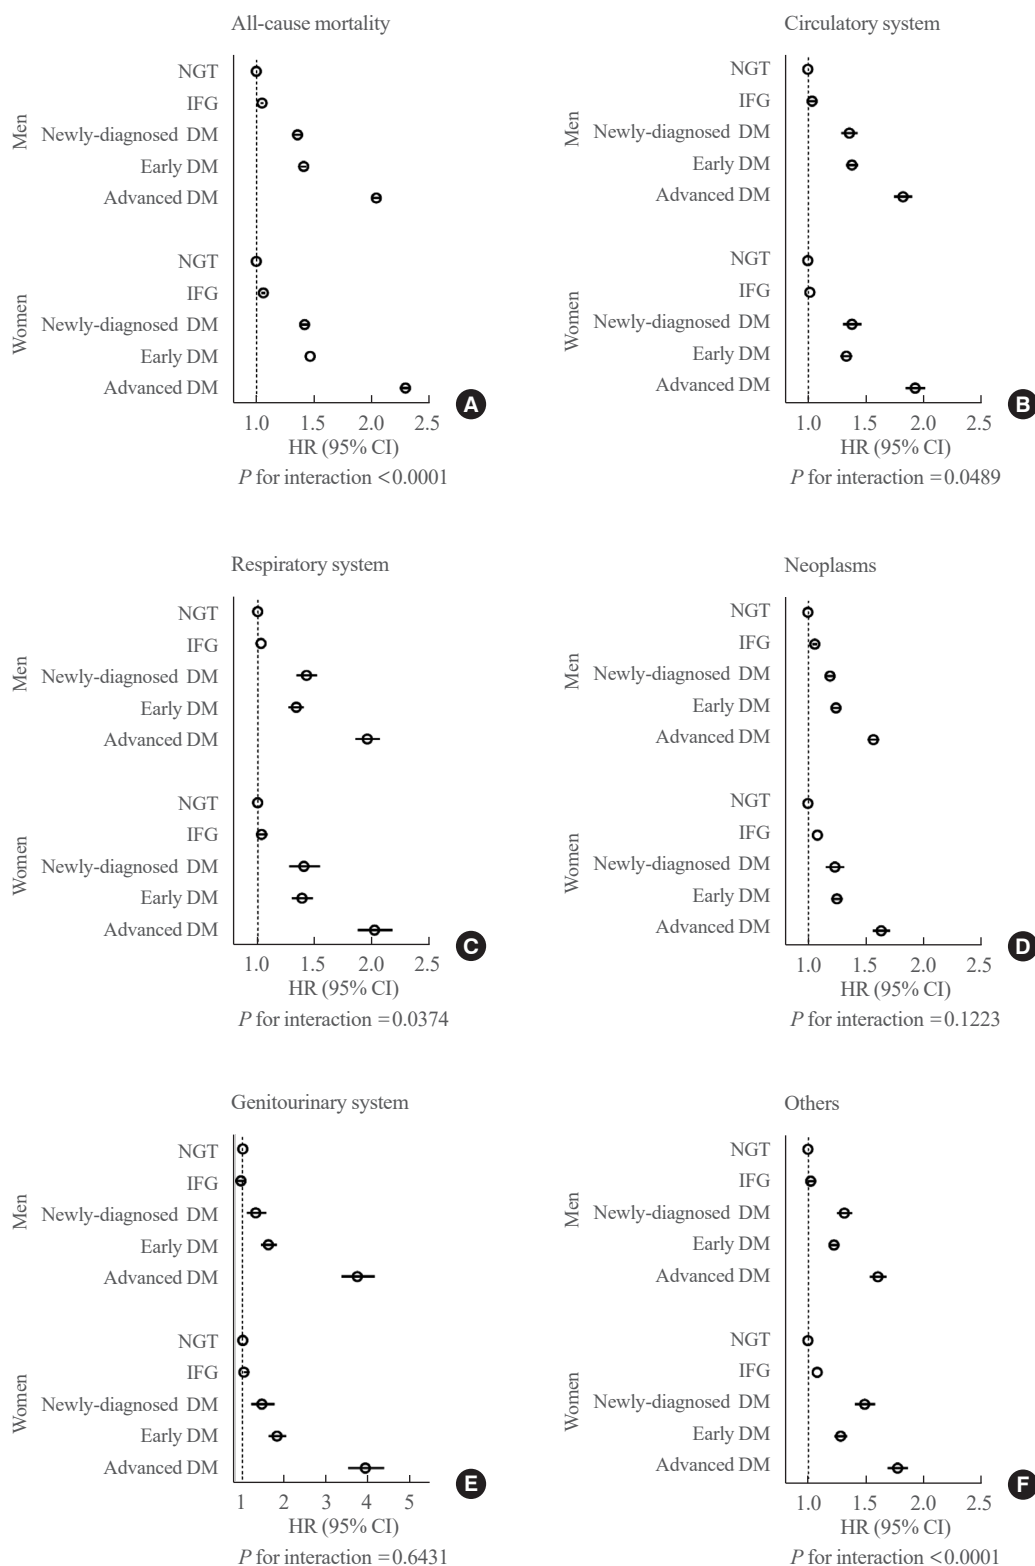 All-cause mortality
Men
NGT
IFG
Newly-diagnosed DM
Early DM
Advanced DM
Women
NGT
IFG
Newly-diagnosed DM
Early DM
Advanced DM
1.0 1.5 2.0 2.5
HR (95% CI)
P for interaction <0.0001
A
Circulatory system
Men
NGT
IFG
Newly-diagnosed DM
Early DM
Advanced DM
Women
NGT
IFG
Newly-diagnosed DM
Early DM
Advanced DM
1.0 1.5 2.0 2.5
HR (95% CI)
P for interaction =0.0489
B
Respiratory system
Men
NGT
IFG
Newly-diagnosed DM
Early DM
Advanced DM
Women
NGT
IFG
Newly-diagnosed DM
Early DM
Advanced DM
1.0 1.5 2.0 2.5
HR (95% CI)
P for interaction =0.0374
C
Neoplasms
Men
NGT
IFG
Newly-diagnosed DM
Early DM
Advanced DM
Women
NGT
IFG
Newly-diagnosed DM
Early DM
Advanced DM
1.0 1.5 2.0 2.5
HR (95% CI)
P for interaction =0.1223
D
Genitourinary system
Men
NGT
IFG
Newly-diagnosed DM
Early DM
Advanced DM
Women
NGT
IFG
Newly-diagnosed DM
Early DM
Advanced DM
1 2 3 4 5
HR (95% CI)
P for interaction =0.6431
E
Others
Men
NGT
IFG
Newly-diagnosed DM
Early DM
Advanced DM
Women
NGT
IFG
Newly-diagnosed DM
Early DM
Advanced DM
1.0 1.5 2.0 2.5
HR (95% CI)
P for interaction <0.0001
F